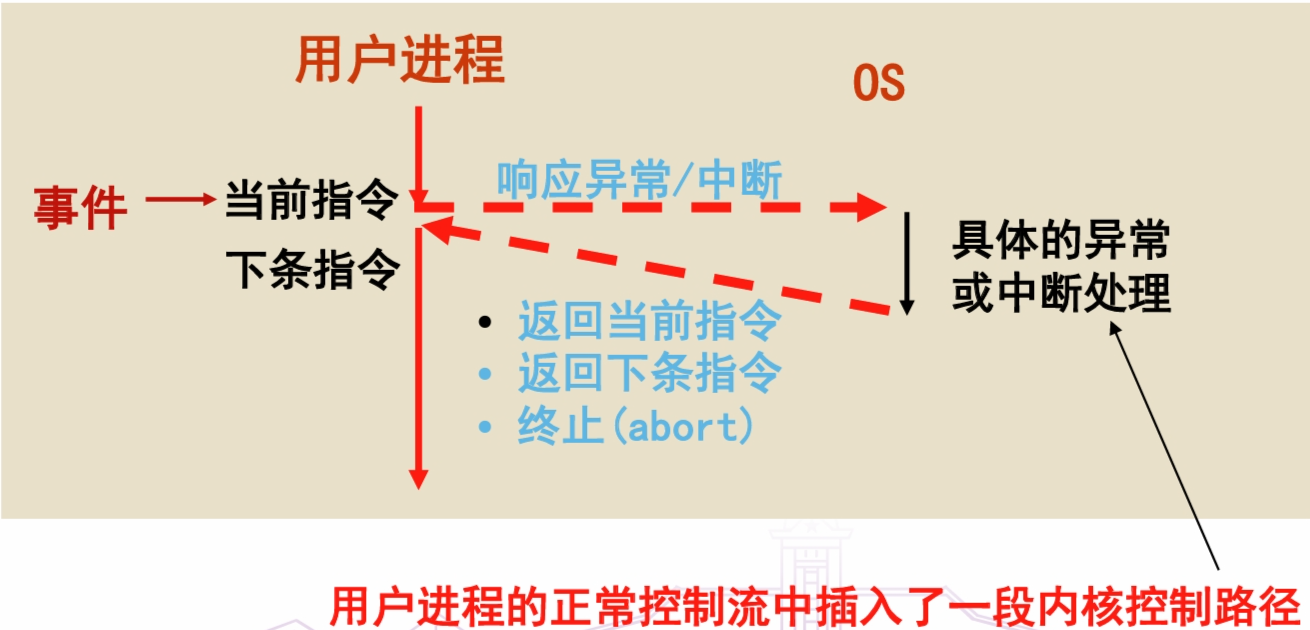 用户进程
OS
响应异常/中断
事件
当前指令
下条指令
具体的异常
或中断处理
• 返回当前指令
• 返回下条指令
• 终止(abort)
用户进程的正常控制流中插入了一段内核控制路径